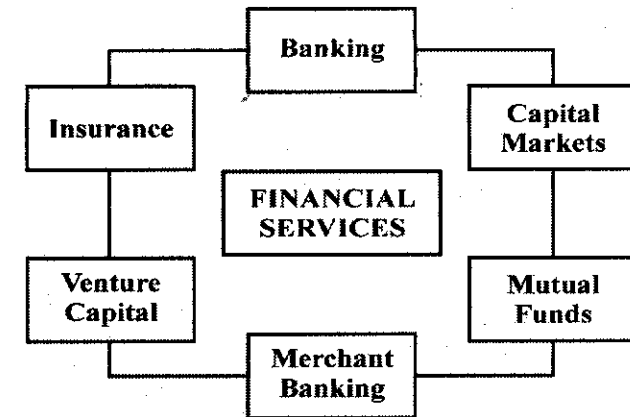 Banking
Insurance
Capital
Markets
FINANCIAL
SERVICES
Venture
Capital
Mutual
Funds
Merchant
Banking